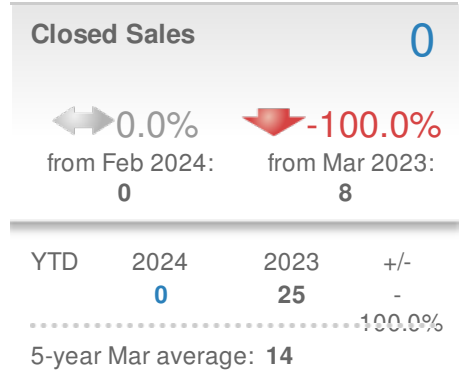 Closed Sales 0
0.0% -100.0%
from Feb 2024: from Mar 2023:
0 8
YTD 2024 2023 +/-
0 25 -
100.0%
5-year Mar average: 14